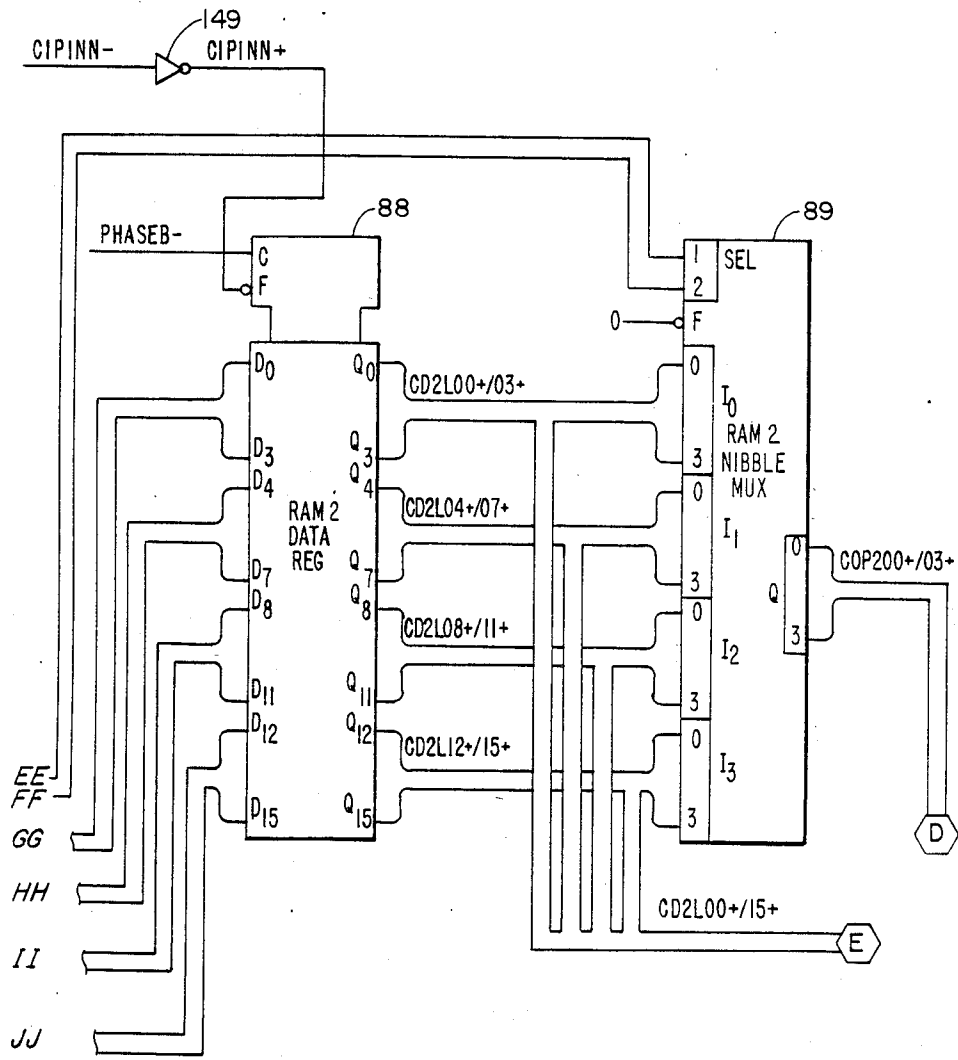 149
CIPINN-
CIPINN+
88
89
PHASEB-
C
F
1
2
SEL
0
F
D0
D3
D4
D7
D8
D11
D12
D15
Q0
Q3
Q4
Q7
Q8
Q11
Q12
Q15
RAM 2
DATA
REG
CD2L00+/03+
CD2L04+/07+
CD2L08+/11+
CD2L12+/15+
0
3
0
3
0
3
0
3
I0
RAM 2
NIBBLE
MUX
I1
I2
I3
Q
0
3
COP200+/03+
D
EE
FF
GG
HH
II
JJ
CD2L00+/15+
E